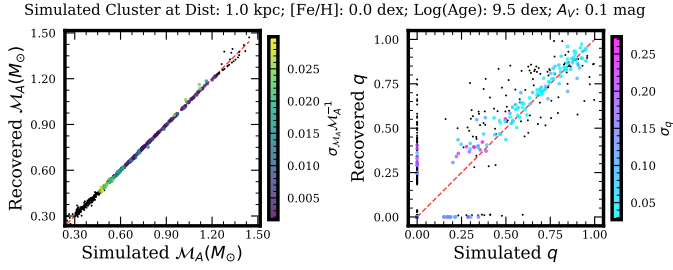 Simulated Cluster at Dist: 1.0 kpc; [Fe/H]: 0.0 dex; Log(Age): 9.5 dex; A_V: 0.1 mag
Recovered ℳ_A(M_⊙)
1.50
1.20
0.90
0.60
0.30
0.30 0.60 0.90 1.20 1.50
Simulated ℳ_A(M_⊙)
0.025
0.020
0.015
0.010
0.005
σ_ℳ_A ℳ_A^-1
Recovered q
1.00
0.75
0.50
0.25
0.00
0.00 0.25 0.50 0.75 1.00
Simulated q
0.25
0.20
0.15
0.10
0.05
σ_q